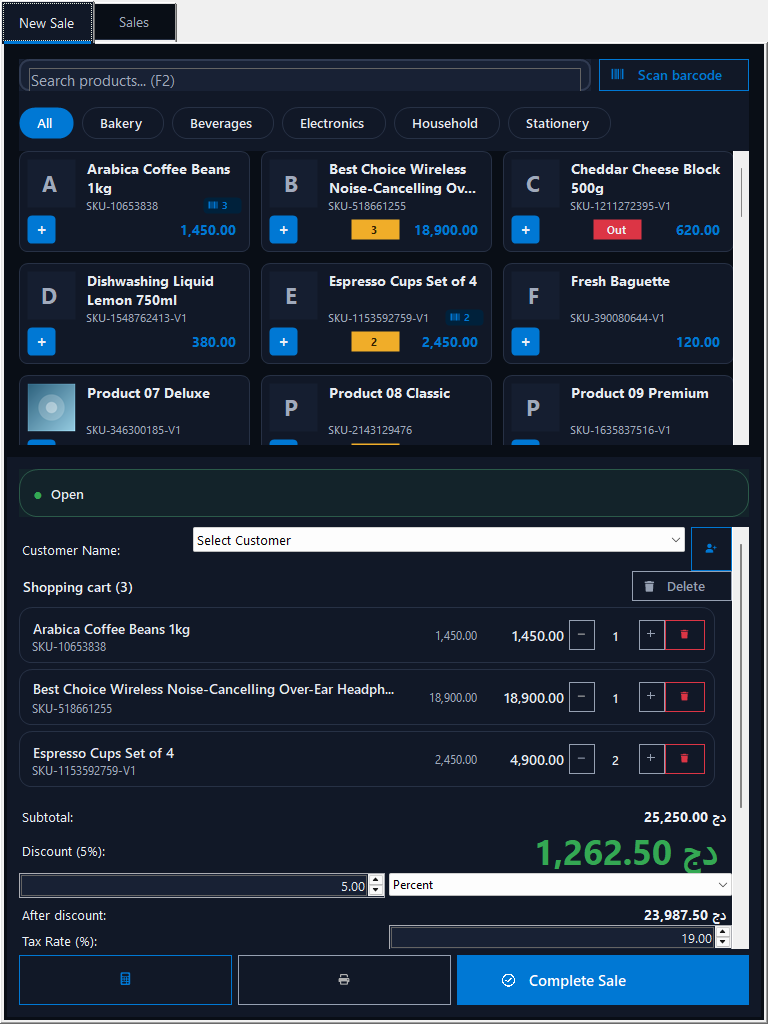 New Sale
Sales
Search products... (F2)
Scan barcode
All
Bakery
Beverages
Electronics
Household
Stationery
A
Arabica Coffee Beans
1kg
SKU-10653838
3
+
1,450.00
B
Best Choice Wireless
Noise-Cancelling Ov...
SKU-518661255
+
3
18,900.00
C
Cheddar Cheese Block
500g
SKU-1211272395-V1
+
Out
620.00
D
Dishwashing Liquid
Lemon 750ml
SKU-1548762413-V1
+
380.00
E
Espresso Cups Set of 4
SKU-1153592759-V1
2
+
2
2,450.00
F
Fresh Baguette
SKU-390080644-V1
+
120.00
Product 07 Deluxe
SKU-346300185-V1
P
Product 08 Classic
SKU-2143129476
P
Product 09 Premium
SKU-1635837516-V1
Open
Customer Name:
Select Customer
Shopping cart (3)
Delete
Arabica Coffee Beans 1kg
SKU-10653838
1,450.00
1,450.00
−
1
+
Best Choice Wireless Noise-Cancelling Over-Ear Headph...
SKU-518661255
18,900.00
18,900.00
−
1
+
Espresso Cups Set of 4
SKU-1153592759-V1
2,450.00
4,900.00
−
2
+
Subtotal:
25,250.00 دج
Discount (5%):
1,262.50 دج
5.00
Percent
After discount:
23,987.50 دج
Tax Rate (%):
19.00
Complete Sale